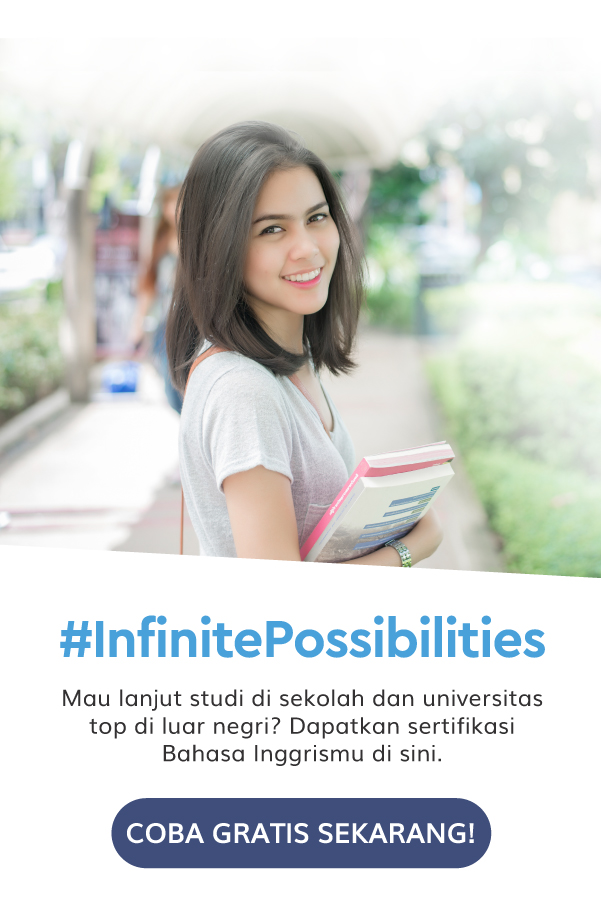 #InfinitePossibilities
Mau lanjut studi di sekolah dan universitas
top di luar negri? Dapatkan sertifikasi
Bahasa Inggrismu di sini.
COBA GRATIS SEKARANG!